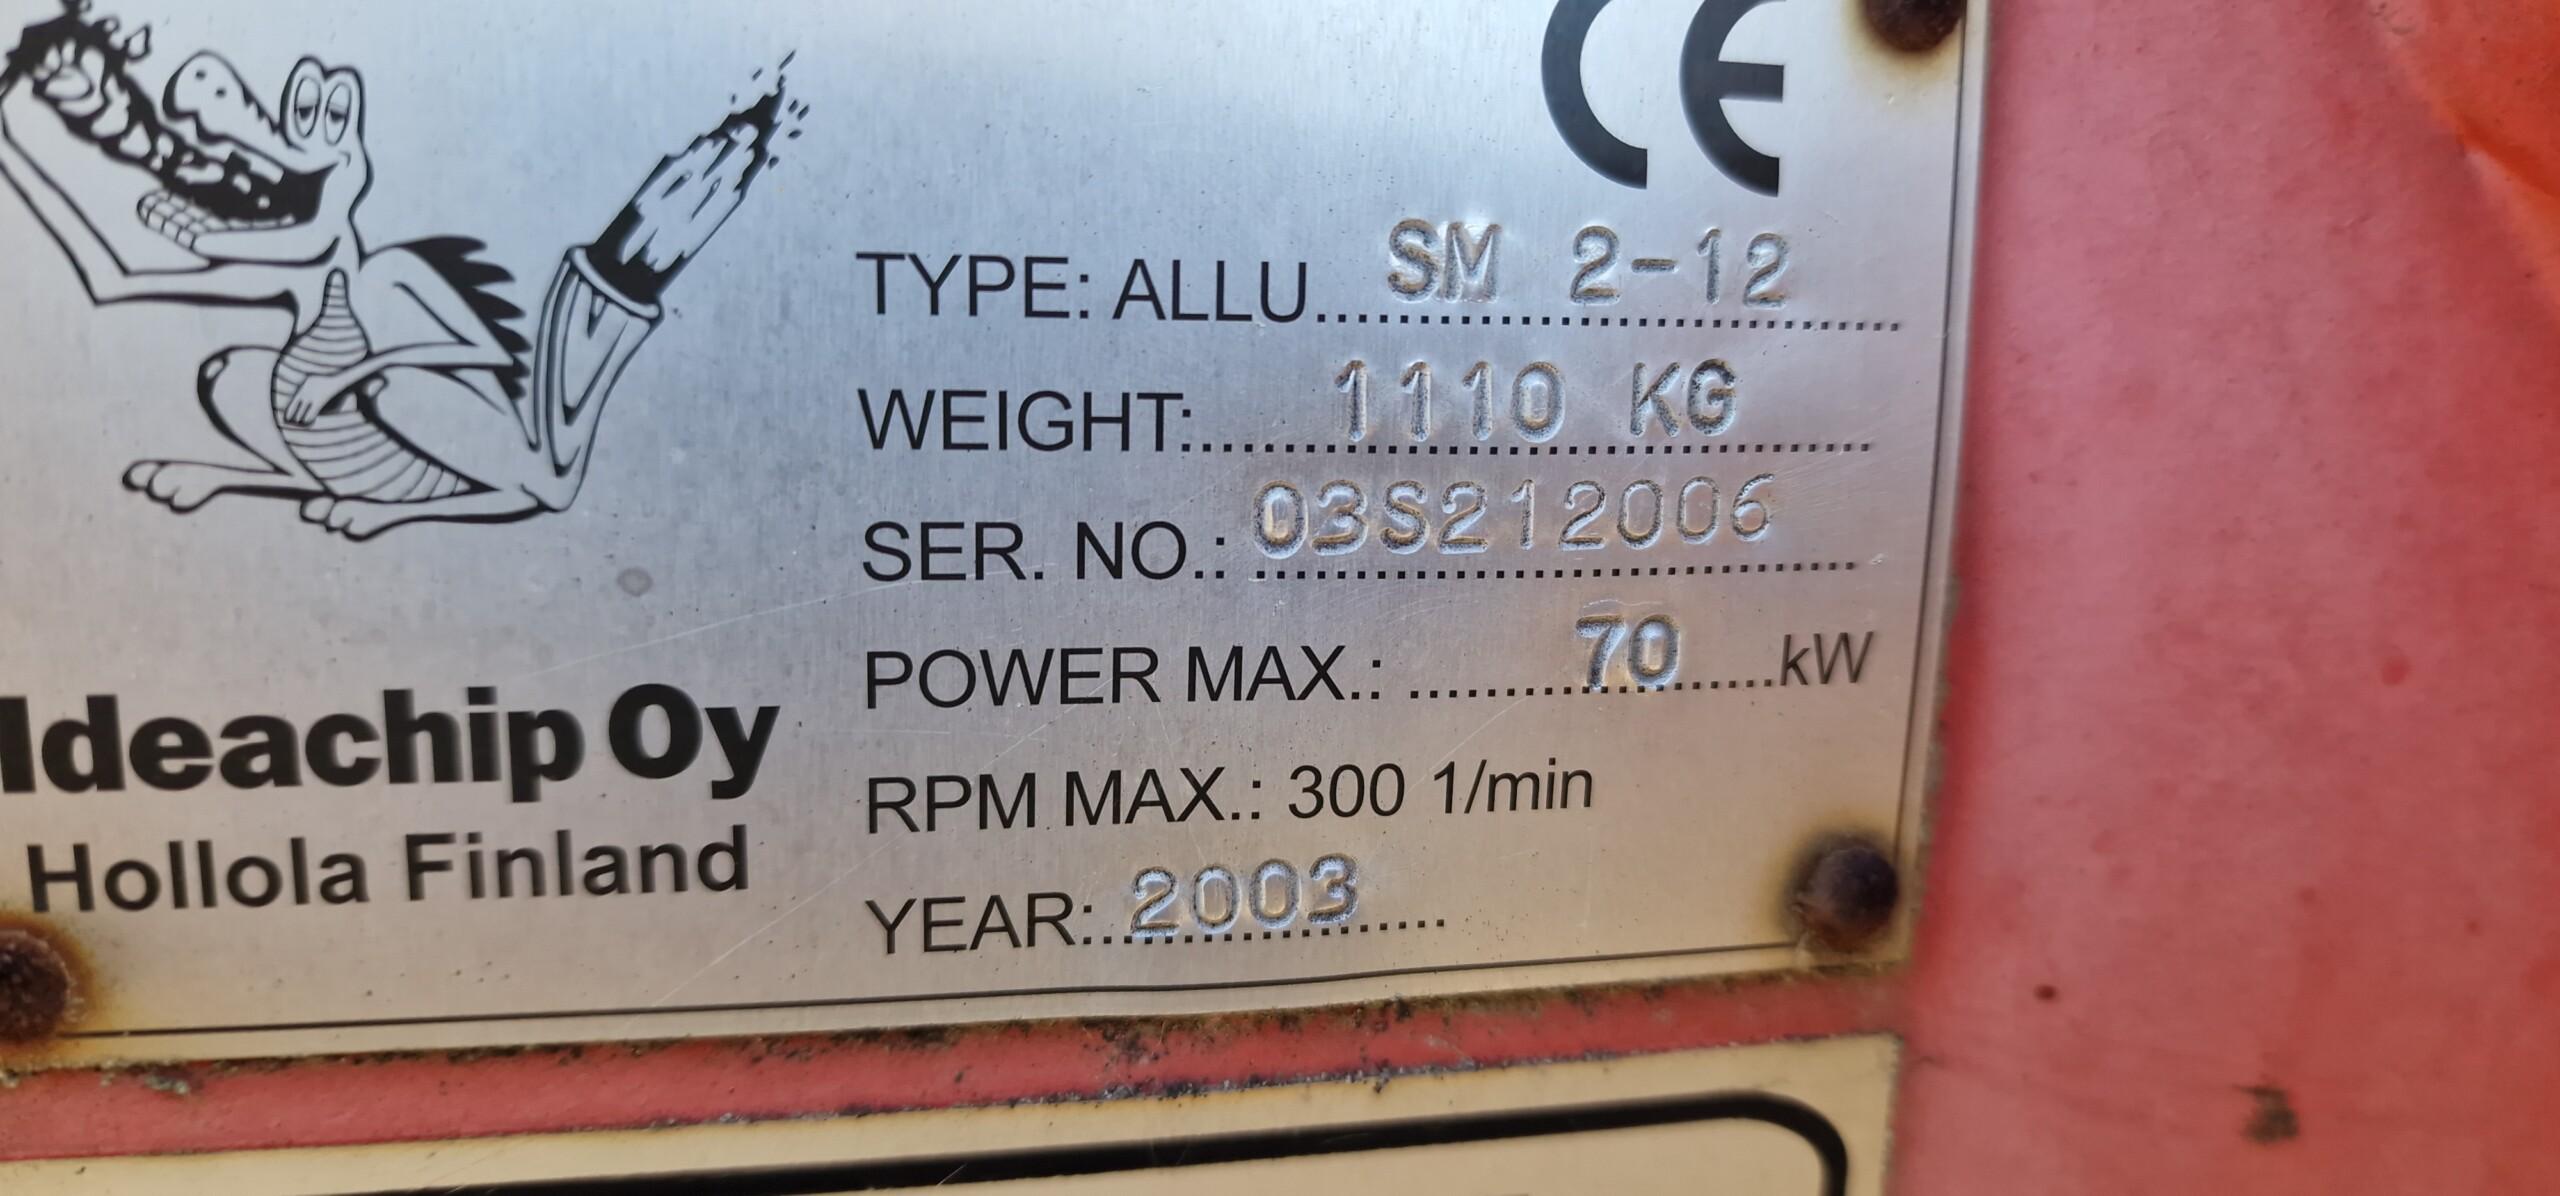 CE
TYPE: ALLU SM 2-12
WEIGHT: 1110 KG
SER. NO.: 03S212006
POWER MAX.: 70 kW
RPM MAX.: 300 1/min
YEAR: 2003
Ideachip Oy
Hollola Finland